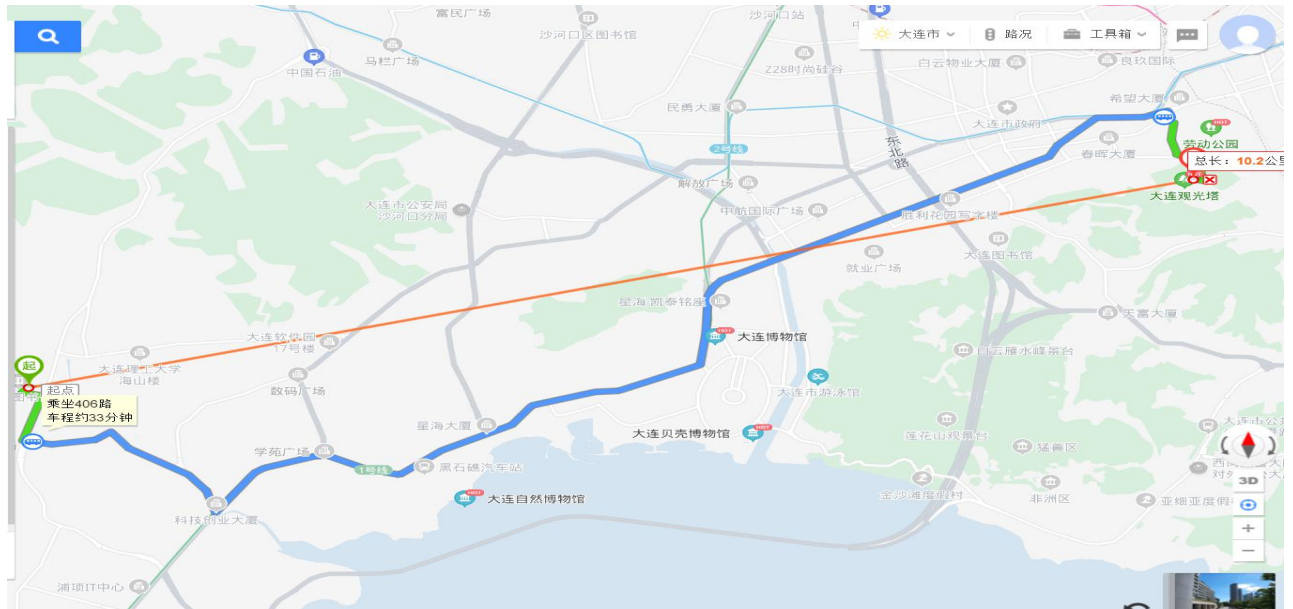 富民广场
沙河口站
沙河口区图书馆
大连市
路况
工具箱
马栏广场
中国石油
Z28时尚硅谷
白云物业大厦
良玖国际
希望大厦
民勇大厦
大连市政府
HOT
劳动公园
2号线
东北路
春晖大厦
总长：10.2公里
解放广场
大连观光塔
大连市公安局
沙河口分局
中航国际广场
胜利花园写字楼
大连图书馆
就业广场
星海凯泰铭座
天富大厦
HOT
大连博物馆
大连软件园
17号楼
白云雁水峰景台
起
大连理工大学
海山楼
起点
乘坐406路
车程约33分钟
数码广场
大连市游泳馆
星海大厦
HOT
大连贝壳博物馆
莲花山观景台
猛兽区
学苑广场
1号线
黑石礁汽车站
3D
HOT
大连自然博物馆
金沙滩度假村
非洲区
亚细亚度假
科技创业大厦
浦项IT中心